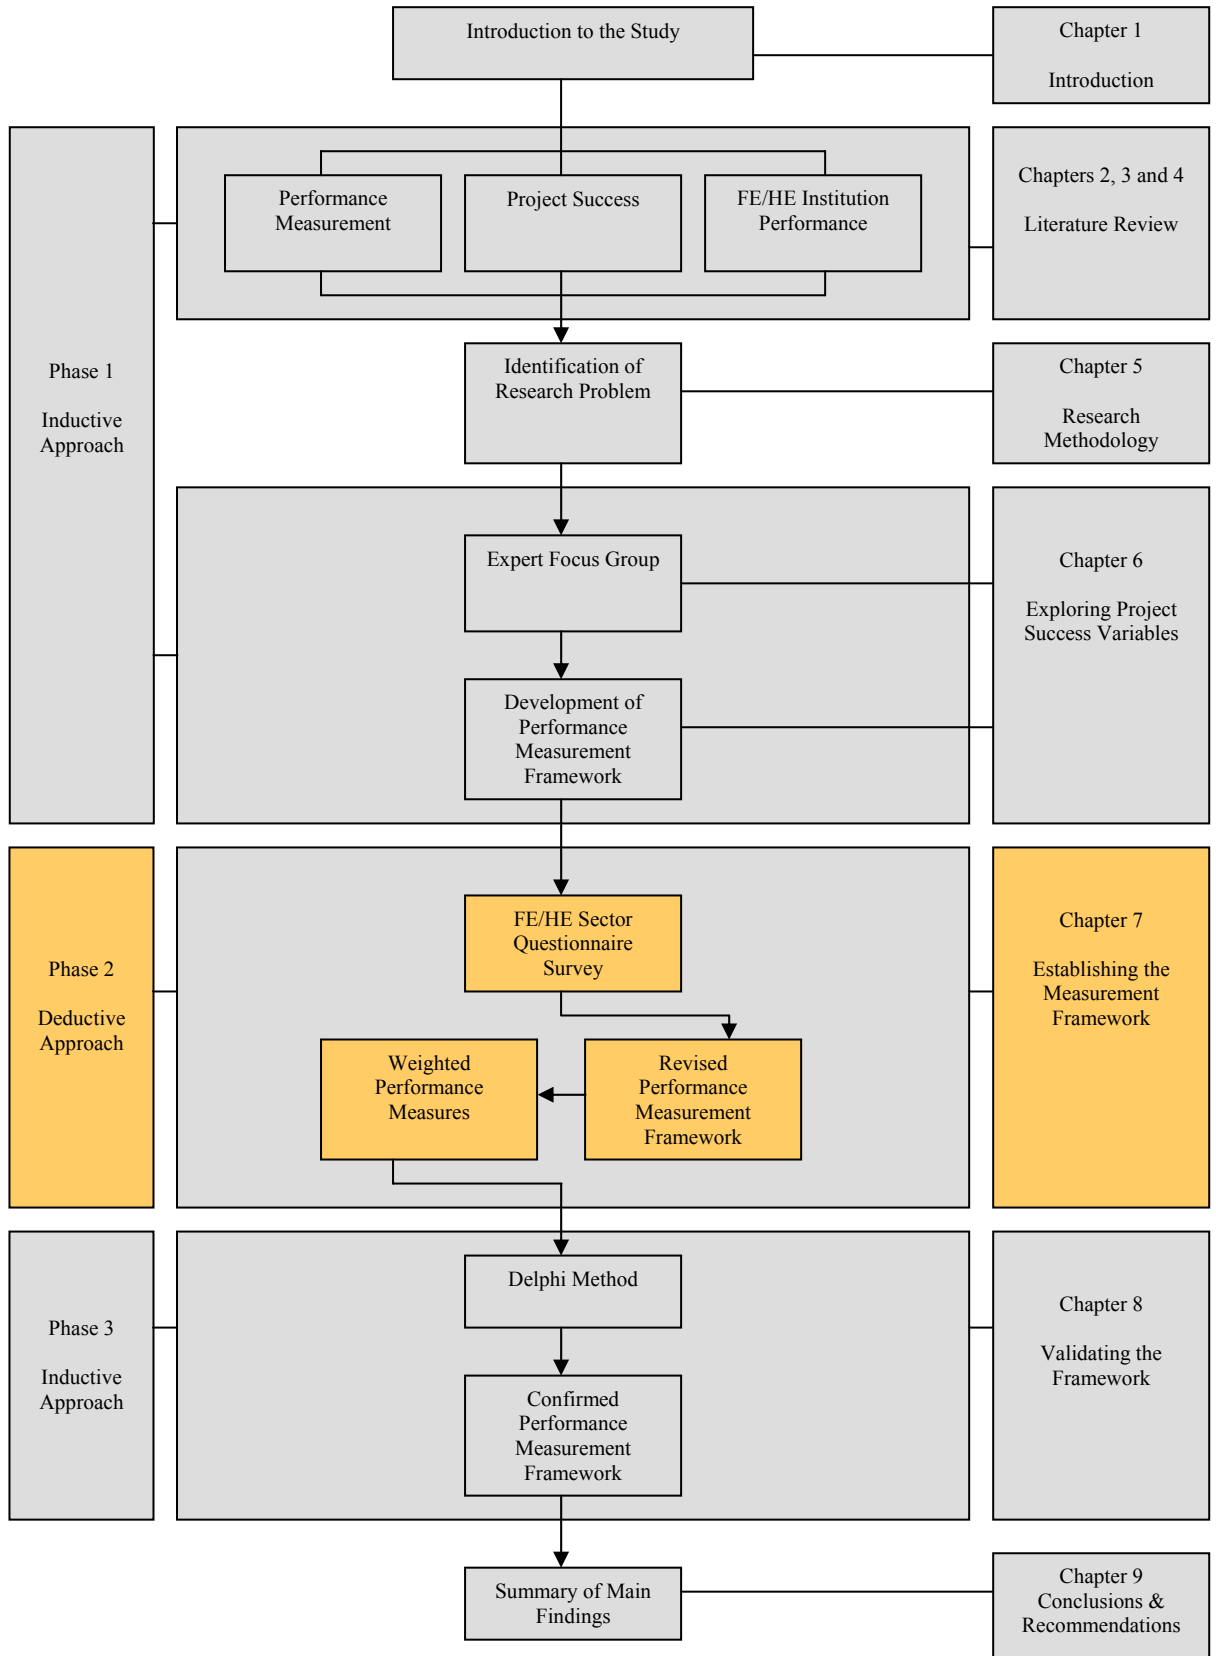 Introduction to the Study
Chapter 1
Introduction
Performance
Measurement
Project Success
FE/HE Institution
Performance
Chapters 2, 3 and 4
Literature Review
Phase 1
Inductive
Approach
Identification of
Research Problem
Chapter 5
Research
Methodology
Expert Focus Group
Chapter 6
Exploring Project
Success Variables
Development of
Performance
Measurement
Framework
Phase 2
Deductive
Approach
FE/HE Sector
Questionnaire
Survey
Chapter 7
Establishing the
Measurement
Framework
Weighted
Performance
Measures
Revised
Performance
Measurement
Framework
Phase 3
Inductive
Approach
Delphi Method
Chapter 8
Validating the
Framework
Confirmed
Performance
Measurement
Framework
Summary of Main
Findings
Chapter 9
Conclusions &
Recommendations